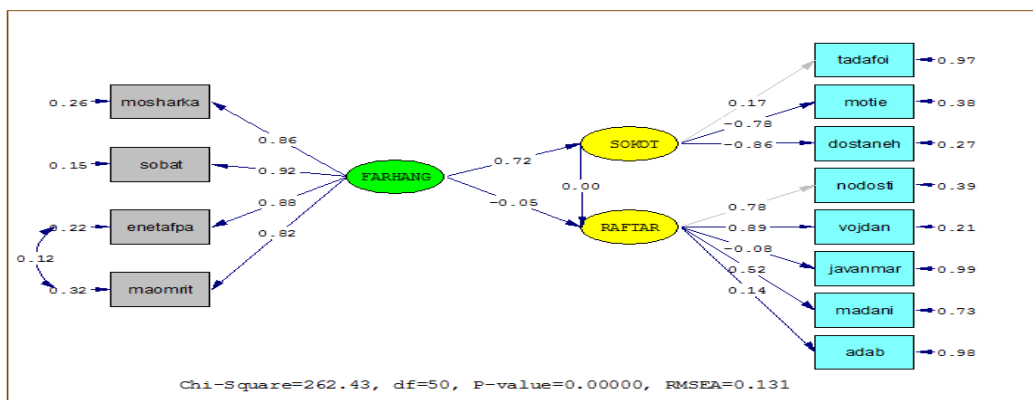 tadafoi
0.97
0.26
mosharka
0.17
motie
0.38
-0.78
0.86
SOKOT
-0.86
dostaneh
0.27
0.15
sobat
0.72
0.92
FARHANG
0.00
nodosti
0.39
0.88
-0.05
0.78
0.22
enetafpa
0.82
RAFTAR
0.89
vojdan
0.21
0.12
-0.08
javanmar
0.99
0.32
maomrit
0.52
0.14
madani
0.73
adab
0.98
Chi-Square=262.43, df=50, P-value=0.00000, RMSEA=0.131